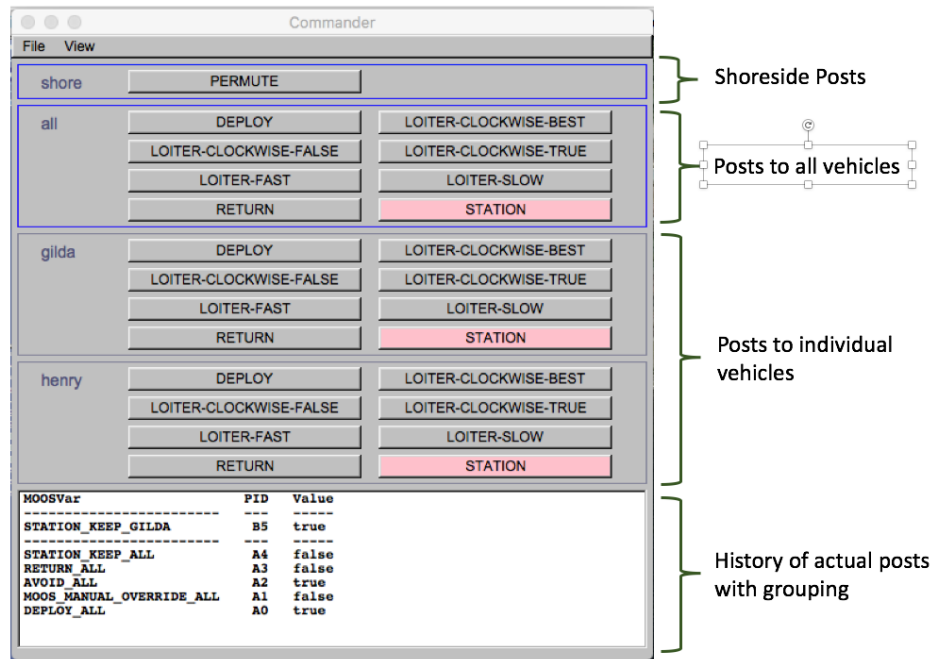 Commander
File View
shore PERMUTE
Shoreside Posts
all DEPLOY LOITER-CLOCKWISE-BEST
LOITER-CLOCKWISE-FALSE LOITER-CLOCKWISE-TRUE
LOITER-FAST LOITER-SLOW
RETURN STATION
Posts to all vehicles
gilda DEPLOY LOITER-CLOCKWISE-BEST
LOITER-CLOCKWISE-FALSE LOITER-CLOCKWISE-TRUE
LOITER-FAST LOITER-SLOW
RETURN STATION
henry DEPLOY LOITER-CLOCKWISE-BEST
LOITER-CLOCKWISE-FALSE LOITER-CLOCKWISE-TRUE
LOITER-FAST LOITER-SLOW
RETURN STATION
Posts to individual
vehicles
MOOSVar PID Value
------------------------- --- -----
STATION_KEEP_GILDA B5 true
------------------------- --- -----
STATION_KEEP_ALL A4 false
RETURN_ALL A3 false
AVOID_ALL A2 true
MOOS_MANUAL_OVERRIDE_ALL A1 false
DEPLOY_ALL A0 true
History of actual posts
with grouping